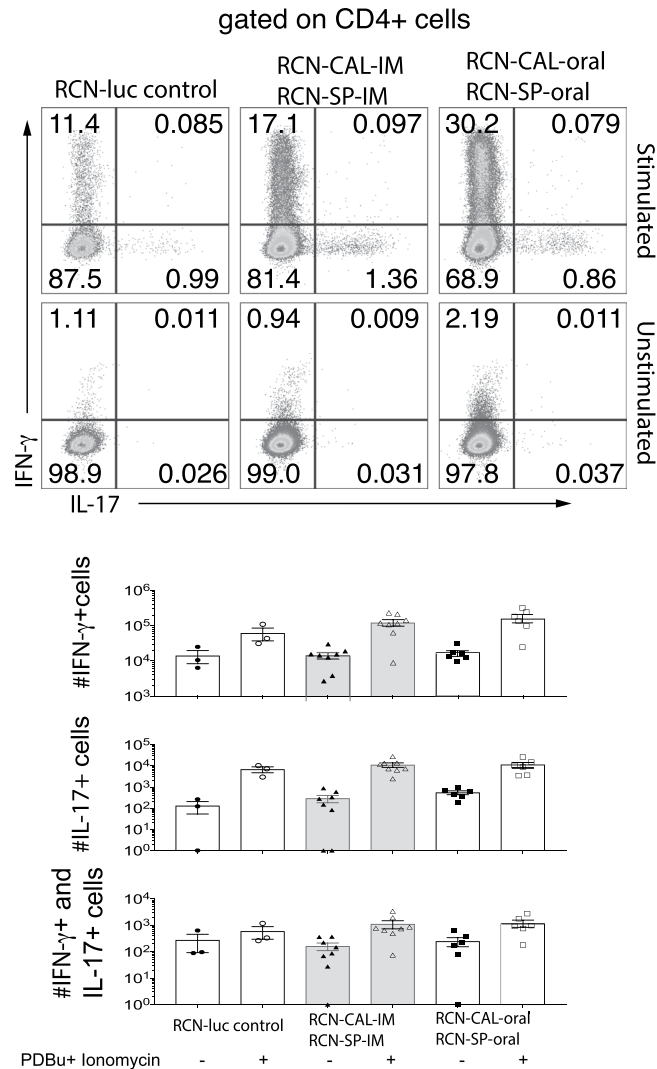 gated on CD4+ cells
RCN-luc control
RCN-CAL-IM
RCN-SP-IM
RCN-CAL-oral
RCN-SP-oral
11.4 0.085 17.1 0.097 30.2 0.079
Stimulated
87.5 0.99 81.4 1.36 68.9 0.86
1.11 0.011 0.94 0.009 2.19 0.011
Unstimulated
98.9 0.026 99.0 0.031 97.8 0.037
IFN-γ
IL-17
#IFN-γ+cells
10⁶
10⁵
10⁴
10³
#IL-17+ cells
10⁵
10⁴
10³
10²
10¹
10⁰
#IFN-γ+ and
IL-17+ cells
10⁴
10³
10²
10¹
10⁰
RCN-luc control
RCN-CAL-IM
RCN-SP-IM
RCN-CAL-oral
RCN-SP-oral
PDBu+ Ionomycin - + - + - +